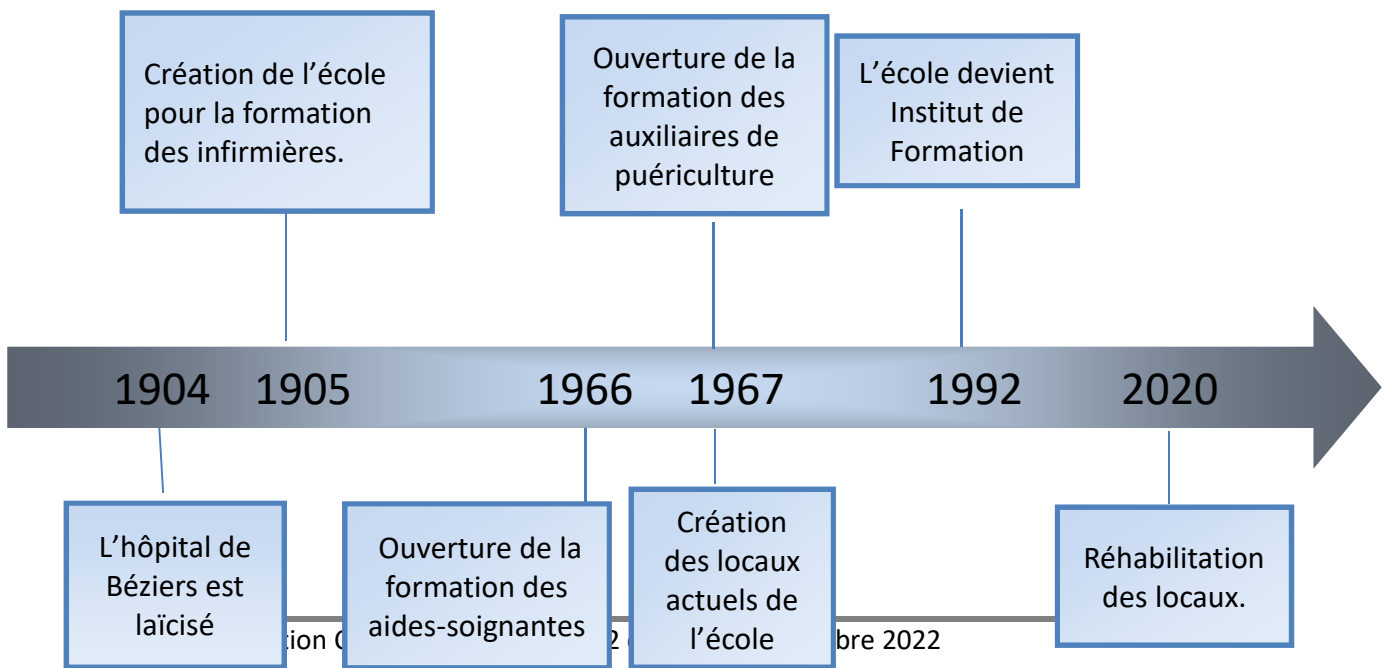 Création de l’école
pour la formation
des infirmières.
Ouverture de la
formation des
auxiliaires de
puériculture
L’école devient
Institut de
Formation
1904 1905 1966 1967 1992 2020
L’hôpital de
Béziers est
laïcisé
Ouverture de la
formation des
aides-soignantes
Création
des locaux
actuels de
l’école
Réhabilitation
des locaux.
2022